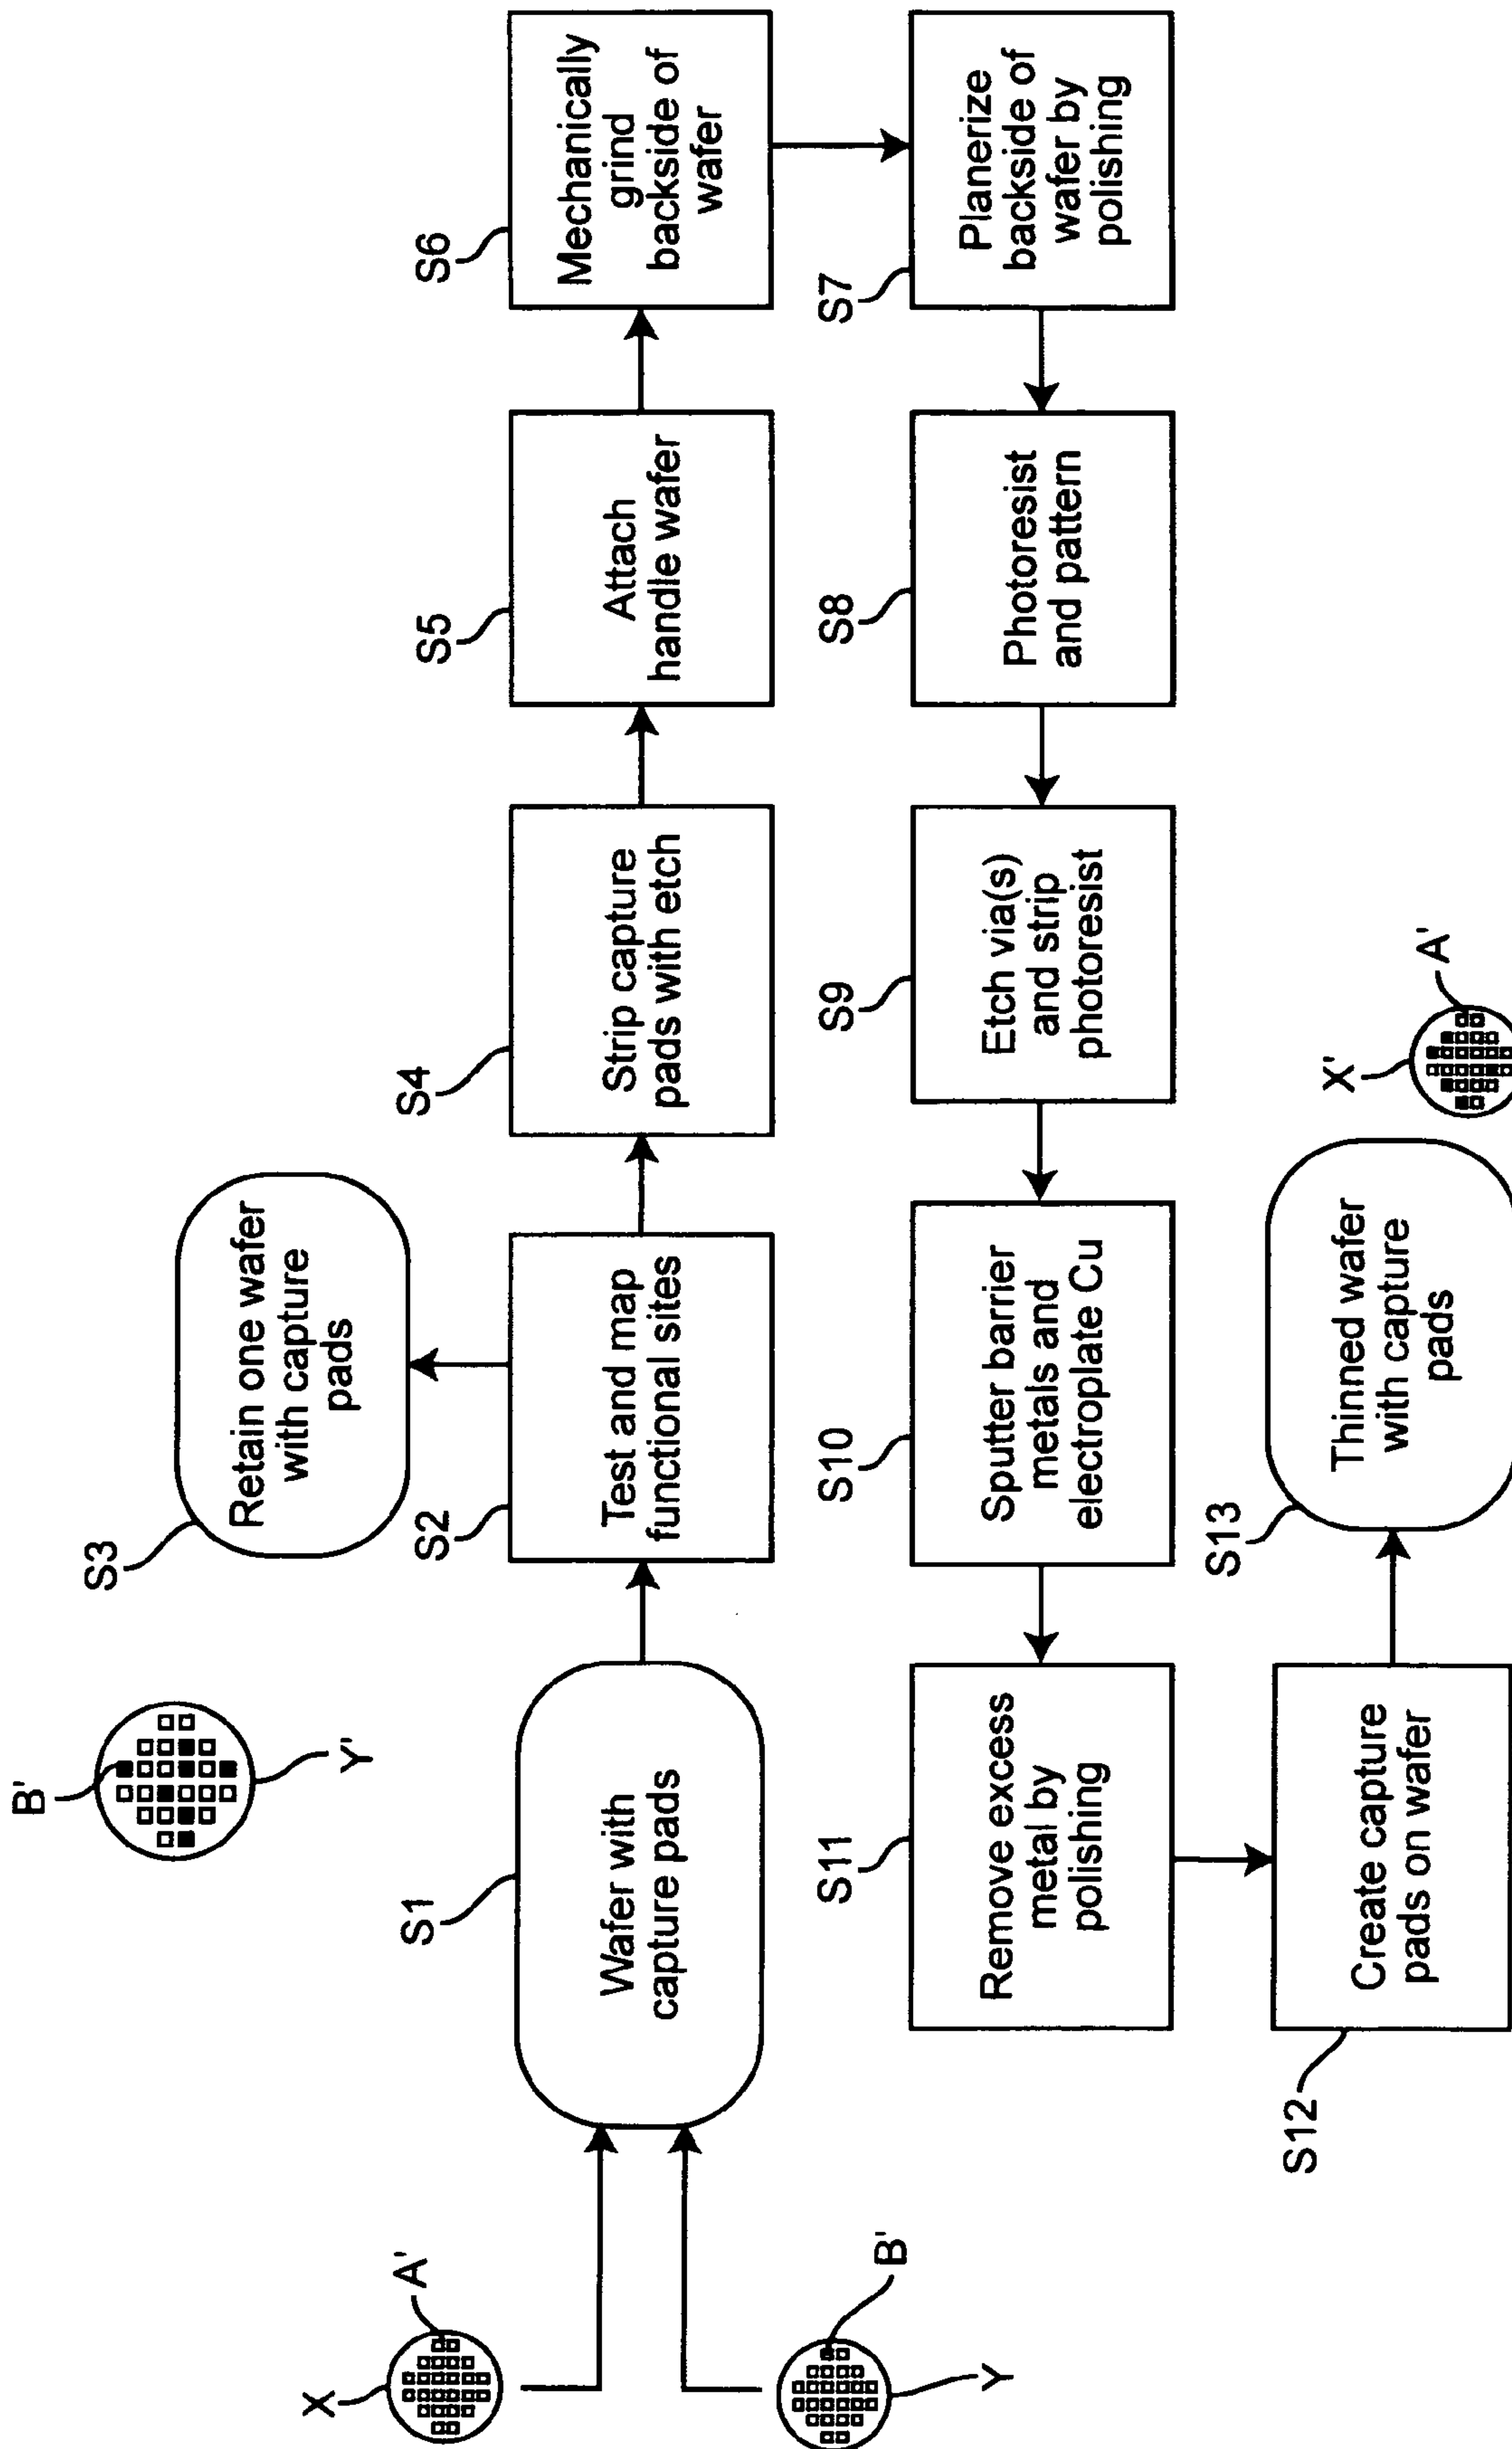 B'
Y'
S3
Retain one wafer
with capture
pads
X
A'
B'
Y
S1
Wafer with
capture pads
S2
Test and map
functional sites
S4
Strip capture
pads with etch
S5
Attach
handle wafer
S6
Mechanically
grind
backside of
wafer
S7
Planerize
backside of
wafer by
polishing
S8
Photoresist
and pattern
S9
Etch via(s)
and strip
photoresist
S10
Sputter barrier
metals and
electroplate Cu
S11
Remove excess
metal by
polishing
S12
Create capture
pads on wafer
S13
Thinned wafer
with capture
pads
X'
A'